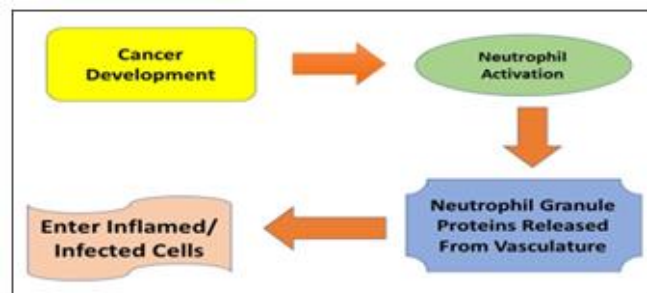 Cancer
Development
Neutrophil
Activation
Neutrophil Granule
Proteins Released
From Vasculature
Enter Inflamed/
Infected Cells